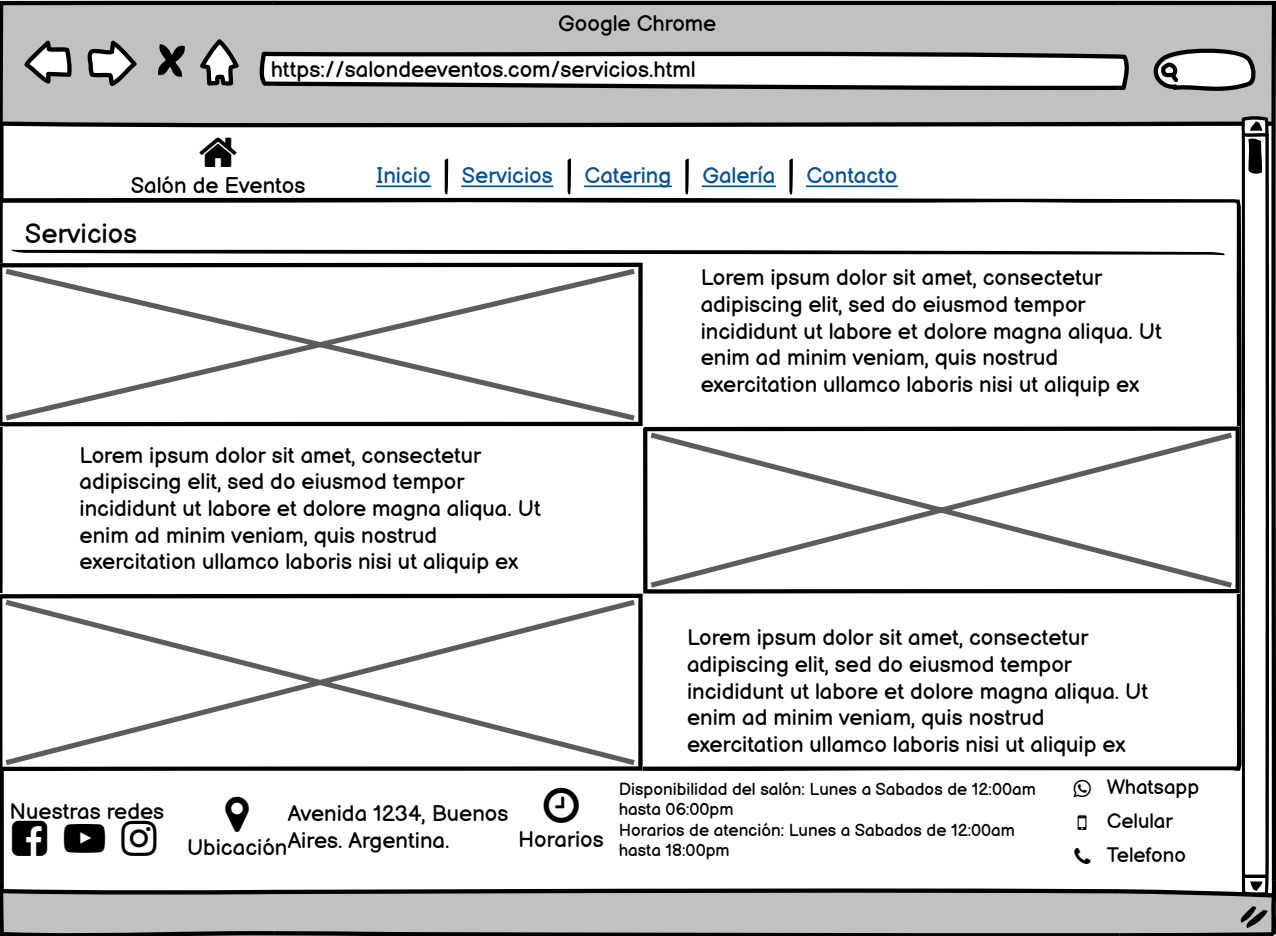 Google Chrome
https://salondeeventos.com/servicios.html
Salón de Eventos
Inicio
Servicios
Catering
Galería
Contacto
Servicios
Lorem ipsum dolor sit amet, consectetur
adipiscing elit, sed do eiusmod tempor
incididunt ut labore et dolore magna aliqua. Ut
enim ad minim veniam, quis nostrud
exercitation ullamco laboris nisi ut aliquip ex
Lorem ipsum dolor sit amet, consectetur
adipiscing elit, sed do eiusmod tempor
incididunt ut labore et dolore magna aliqua. Ut
enim ad minim veniam, quis nostrud
exercitation ullamco laboris nisi ut aliquip ex
Lorem ipsum dolor sit amet, consectetur
adipiscing elit, sed do eiusmod tempor
incididunt ut labore et dolore magna aliqua. Ut
enim ad minim veniam, quis nostrud
exercitation ullamco laboris nisi ut aliquip ex
Nuestras redes
Ubicación
Avenida 1234, Buenos
Aires. Argentina.
Horarios
Disponibilidad del salón: Lunes a Sabados de 12:00am
hasta 06:00pm
Horarios de atención: Lunes a Sabados de 12:00am
hasta 18:00pm
Whatsapp
Celular
Telefono